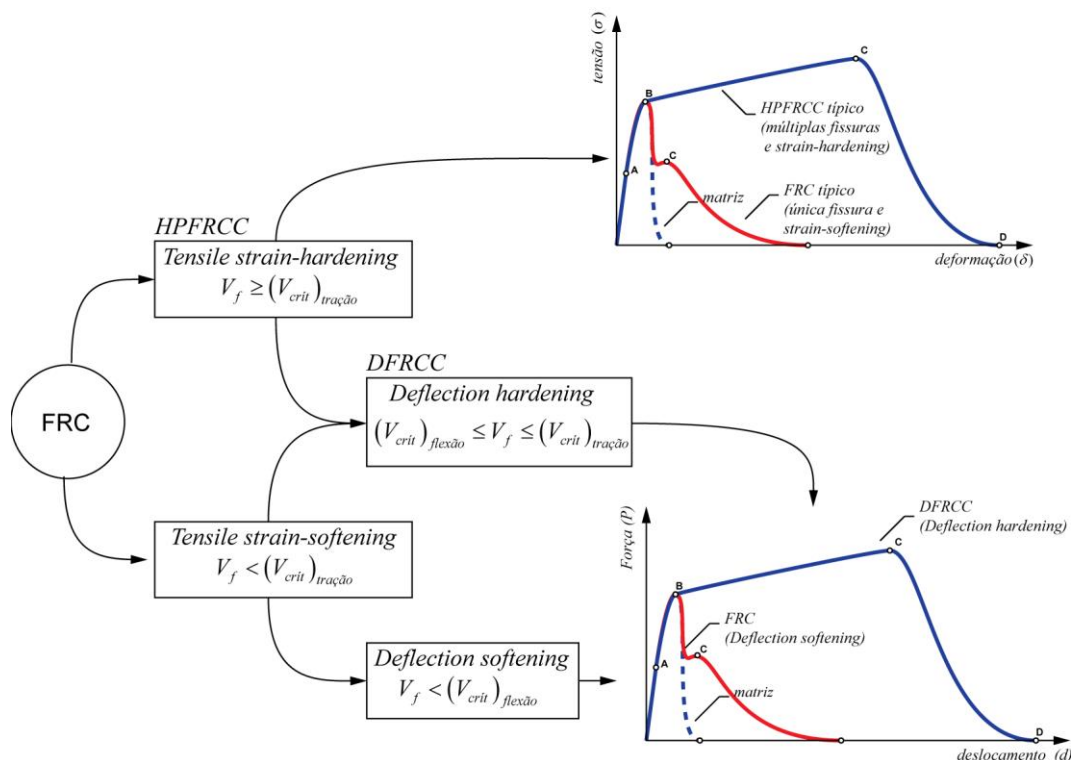 tensão (σ)
B
C
HPFRCC típico
(múltiplas fissuras
e strain-hardening)
A
C
matriz
FRC típico
(única fissura e
strain-softening)
D
deformação (δ)
HPFRCC
Tensile strain-hardening
V_f ≥ (V_crit)_tração
FRC
DFRCC
Deflection hardening
(V_crit)_flexão ≤ V_f ≤ (V_crit)_tração
Tensile strain-softening
V_f < (V_crit)_tração
Deflection softening
V_f < (V_crit)_flexão
Força (P)
DFRCC
(Deflection hardening)
C
B
FRC
(Deflection softening)
C
A
matriz
D
deslocamento (d)